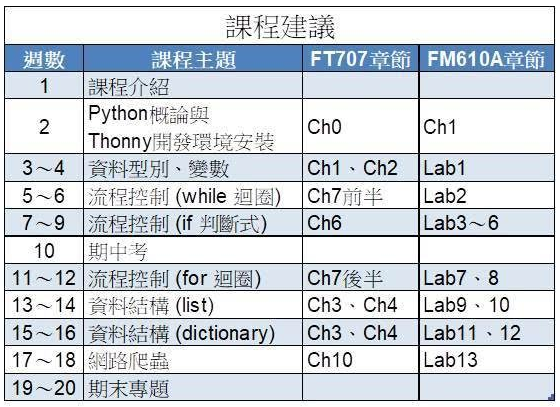 課程建議
週數 課程主題 FT707章節 FM610A章節
1 課程介紹
2 Python概論與
Thonny開發環境安裝 Ch0 Ch1
3～4 資料型別、變數 Ch1、Ch2 Lab1
5～6 流程控制 (while 迴圈) Ch7前半 Lab2
7～9 流程控制 (if 判斷式) Ch6 Lab3～6
10 期中考
11～12 流程控制 (for 迴圈) Ch7後半 Lab7、8
13～14 資料結構 (list) Ch3、Ch4 Lab9、10
15～16 資料結構 (dictionary) Ch3、Ch4 Lab11、12
17～18 網路爬蟲 Ch10 Lab13
19～20 期末專題